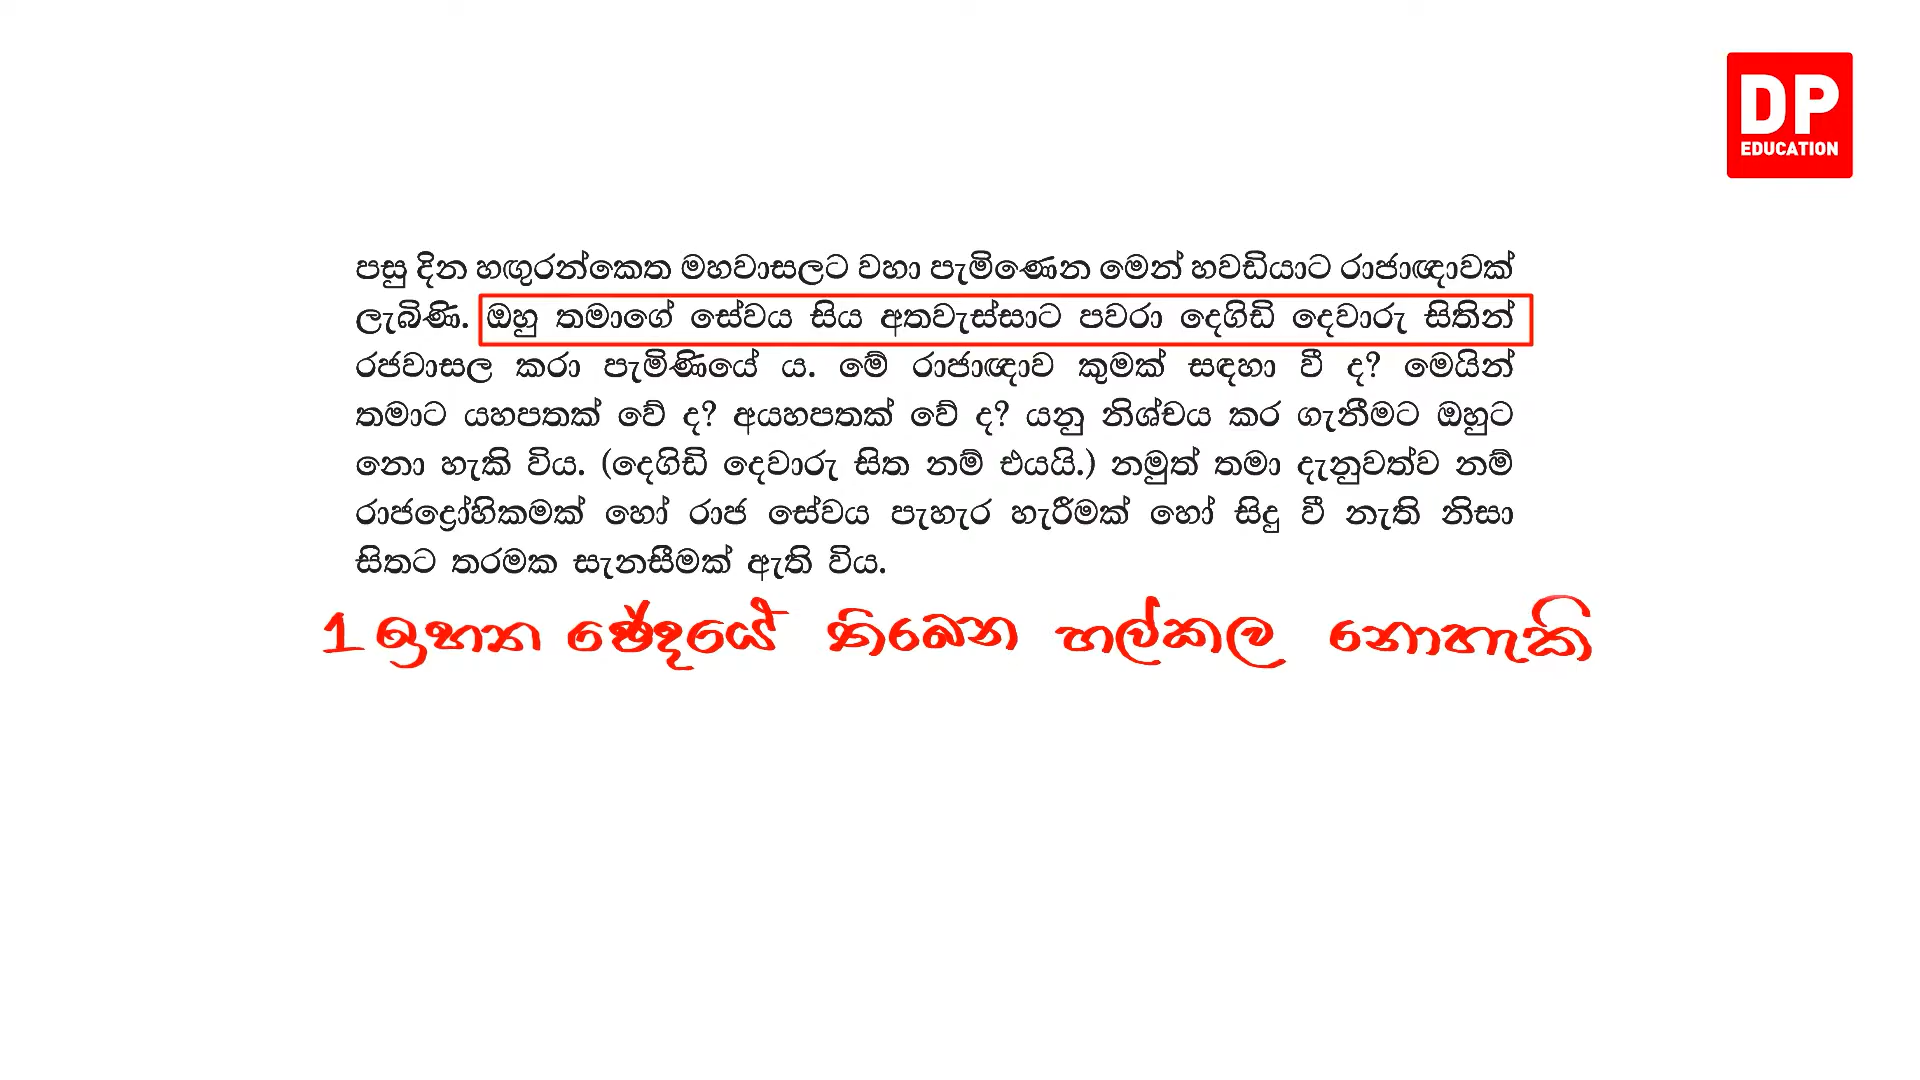 DP
EDUCATION
පසු දින හඟුරන්කෙත මහවාසලට වහා පැමිණෙන මෙන් හවඩියාට රාජාඥාවක්
ලැබිණි. ඔහු තමාගේ සේවය සිය අතවැස්සාට පවරා දෙගිඩි දෙවාරු සිතින්
රජවාසල කරා පැමිණියේ ය. මේ රාජාඥාව කුමක් සඳහා වී ද? මෙයින්
තමාට යහපතක් වේ ද? අයහපතක් වේ ද? යනු නිශ්චය කර ගැනීමට ඔහුට
නො හැකි විය. (දෙගිඩි දෙවාරු සිත නම් එයයි.) නමුත් තමා දැනුවත්ව නම්
රාජද්‍රෝහිකමක් හෝ රාජ සේවය පැහැර හැරීමක් හෝ සිදු වී නැති නිසා
සිතට තරමක සැනසීමක් ඇති විය.
1 ඉහත ඡේදයේ තිබෙන හල්කල නොහැකි